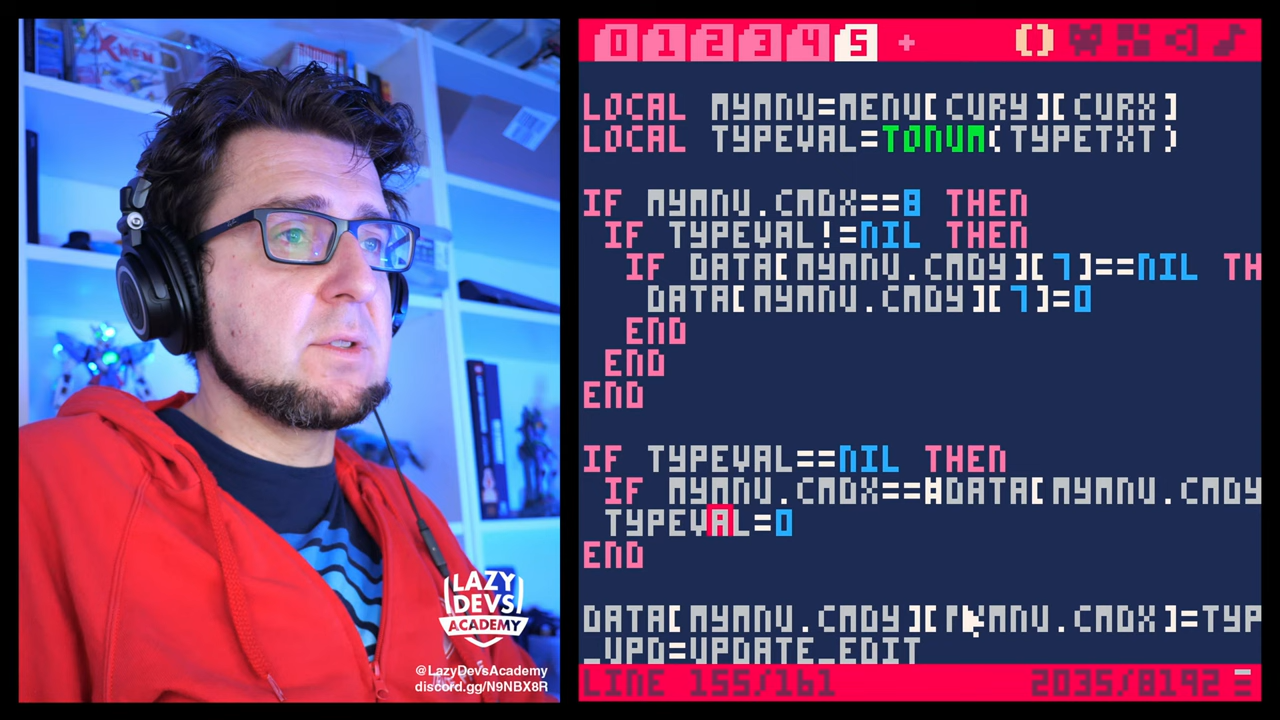 0 1 2 3 4 5 +
LOCAL MYMNU=MENU[CURY][CURX]
LOCAL TYPEVAL=TONUM(TYPETXT)
IF MYMNU.CMDX==8 THEN
IF TYPEVAL!=NIL THEN
IF DATA[MYMNU.CMDY][7]==NIL TH
DATA[MYMNU.CMDY][7]=0
END
END
END
IF TYPEVAL==NIL THEN
IF MYMNU.CMDX==#DATA[MYMNU.CMDY
TYPEVAL=0
END
DATA[MYMNU.CMDY][MYMNU.CMDX]=TYP
_UPD=UPDATE_EDIT
LINE 155/161 2035/8192
LAZY
DEVS
ACADEMY
@LazyDevsAcademy
discord.gg/N9NBX8R